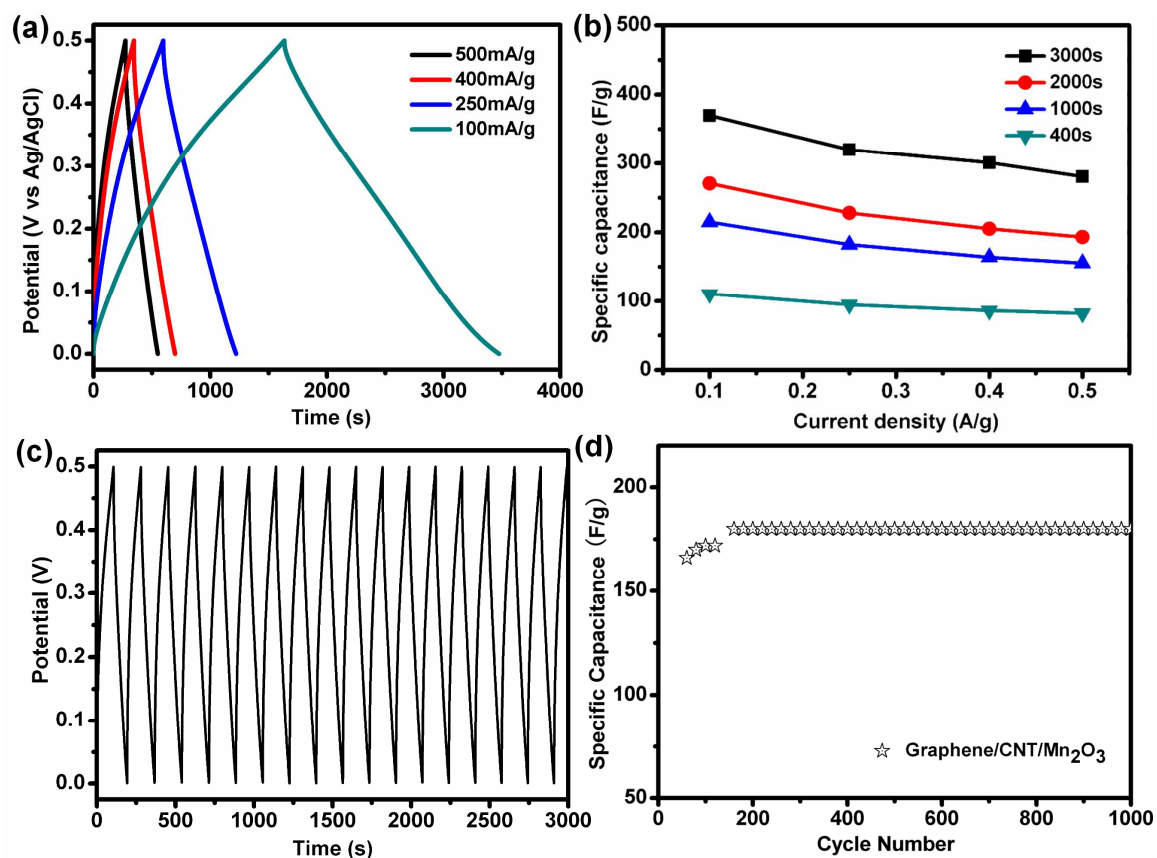 (a)
500mA/g
400mA/g
250mA/g
100mA/g
Potential (V vs Ag/AgCl)
0.5
0.4
0.3
0.2
0.1
0.0
0 1000 2000 3000 4000
Time (s)
(b)
3000s
2000s
1000s
400s
Specific capacitance (F/g)
500
400
300
200
100
0
0.1 0.2 0.3 0.4 0.5
Current density (A/g)
(c)
Potential (V)
0.5
0.4
0.3
0.2
0.1
0.0
0 500 1000 1500 2000 2500 3000
Time (s)
(d)
Specific Capacitance (F/g)
200
150
100
50
Graphene/CNT/Mn₂O₃
0 200 400 600 800 1000
Cycle Number